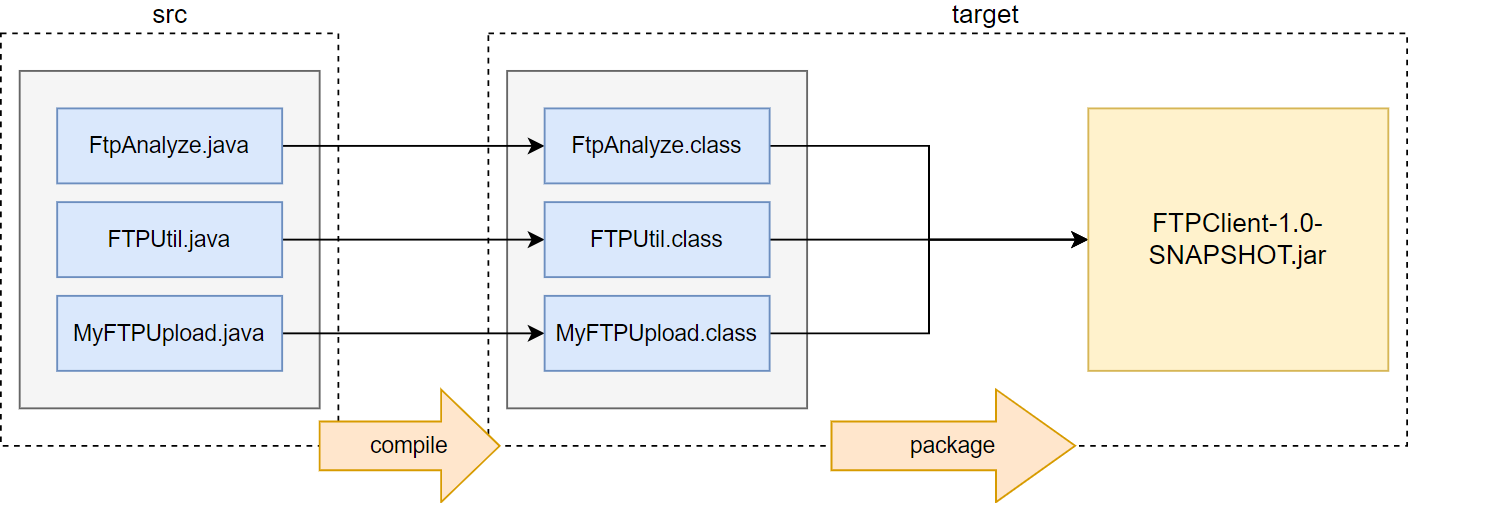 src
target
FtpAnalyze.java
FtpAnalyze.class
FTPUtil.java
FTPUtil.class
FTPClient-1.0-
SNAPSHOT.jar
MyFTPUpload.java
MyFTPUpload.class
compile
package